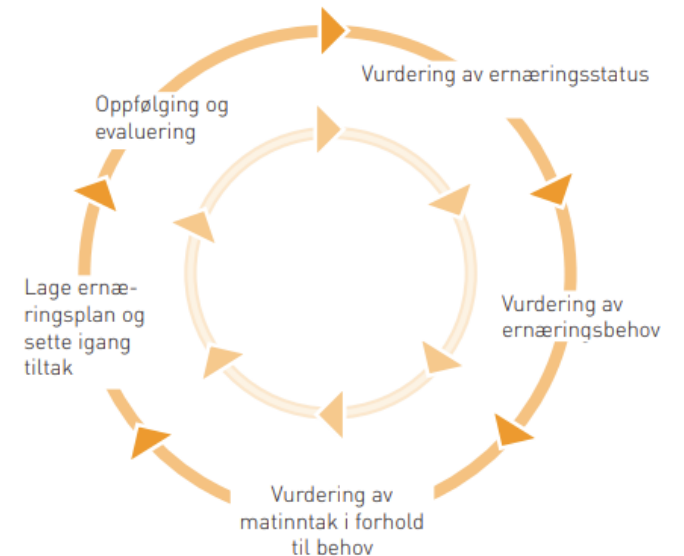 Vurdering av ernæringsstatus
Vurdering av
ernæringsbehov
Vurdering av
matinntak i forhold
til behov
Lage ernæ-
ringsplan og
sette igang
tiltak
Oppfølging og
evaluering